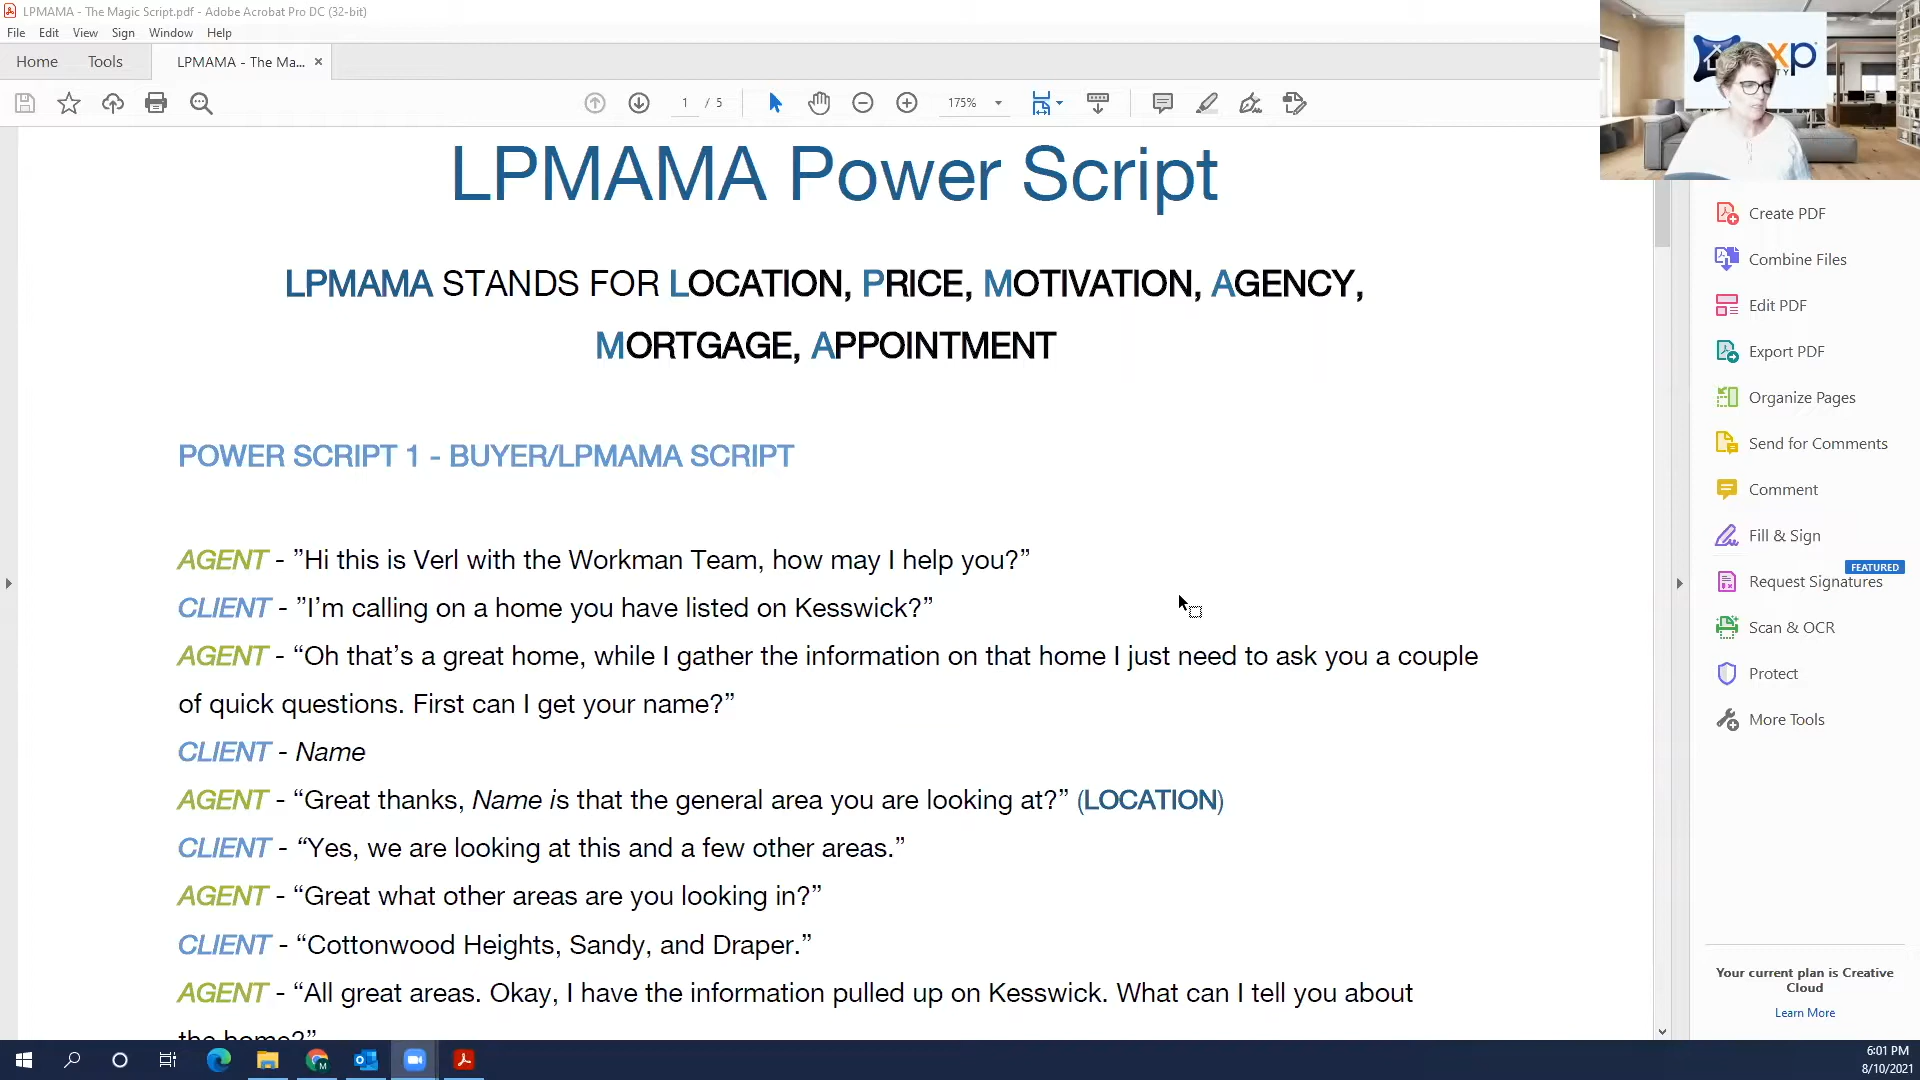 LPMAMA - The Magic Script.pdf - Adobe Acrobat Pro DC (32-bit)
File Edit View Sign Window Help
Home Tools LPMAMA - The Ma... ×
1 / 5 175%
xp
LPMAMA Power Script
LPMAMA STANDS FOR LOCATION, PRICE, MOTIVATION, AGENCY,
MORTGAGE, APPOINTMENT
POWER SCRIPT 1 - BUYER/LPMAMA SCRIPT
AGENT - ”Hi this is Verl with the Workman Team, how may I help you?”
CLIENT - ”I’m calling on a home you have listed on Kesswick?”
AGENT - “Oh that’s a great home, while I gather the information on that home I just need to ask you a couple
of quick questions. First can I get your name?”
CLIENT - Name
AGENT - “Great thanks, Name is that the general area you are looking at?” (LOCATION)
CLIENT - “Yes, we are looking at this and a few other areas.”
AGENT - “Great what other areas are you looking in?”
CLIENT - “Cottonwood Heights, Sandy, and Draper.”
AGENT - “All great areas. Okay, I have the information pulled up on Kesswick. What can I tell you about
the home?”
Create PDF
Combine Files
Edit PDF
Export PDF
Organize Pages
Send for Comments
Comment
Fill & Sign
FEATURED
Request Signatures
Scan & OCR
Protect
More Tools
Your current plan is Creative
Cloud
Learn More
6:01 PM
8/10/2021